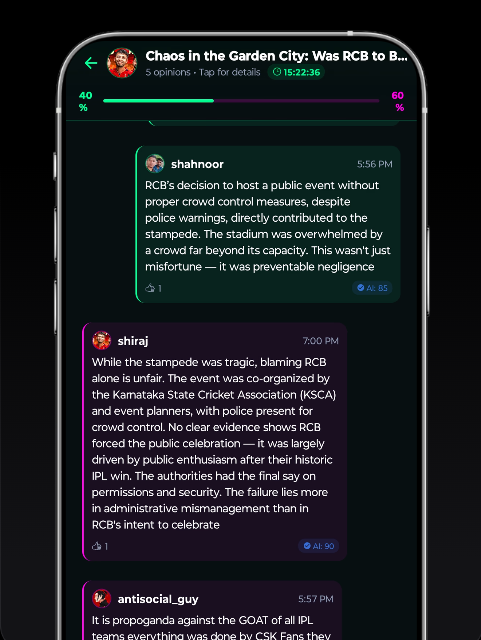 Chaos in the Garden City: Was RCB to B...
5 opinions • Tap for details 15:22:36
40
%
60
%
shahnoor 5:56 PM
RCB's decision to host a public event without
proper crowd control measures, despite
police warnings, directly contributed to the
stampede. The stadium was overwhelmed by
a crowd far beyond its capacity. This wasn't just
misfortune — it was preventable negligence
1 AI: 85
shiraj 7:00 PM
While the stampede was tragic, blaming RCB
alone is unfair. The event was co-organized by
the Karnataka State Cricket Association (KSCA)
and event planners, with police present for
crowd control. No clear evidence shows RCB
forced the public celebration — it was largely
driven by public enthusiasm after their historic
IPL win. The authorities had the final say on
permissions and security. The failure lies more
in administrative mismanagement than in
RCB's intent to celebrate
1 AI: 90
antisocial_guy 5:57 PM
It is propoganda against the GOAT of all IPL
teams everything was done by CSK Fans they